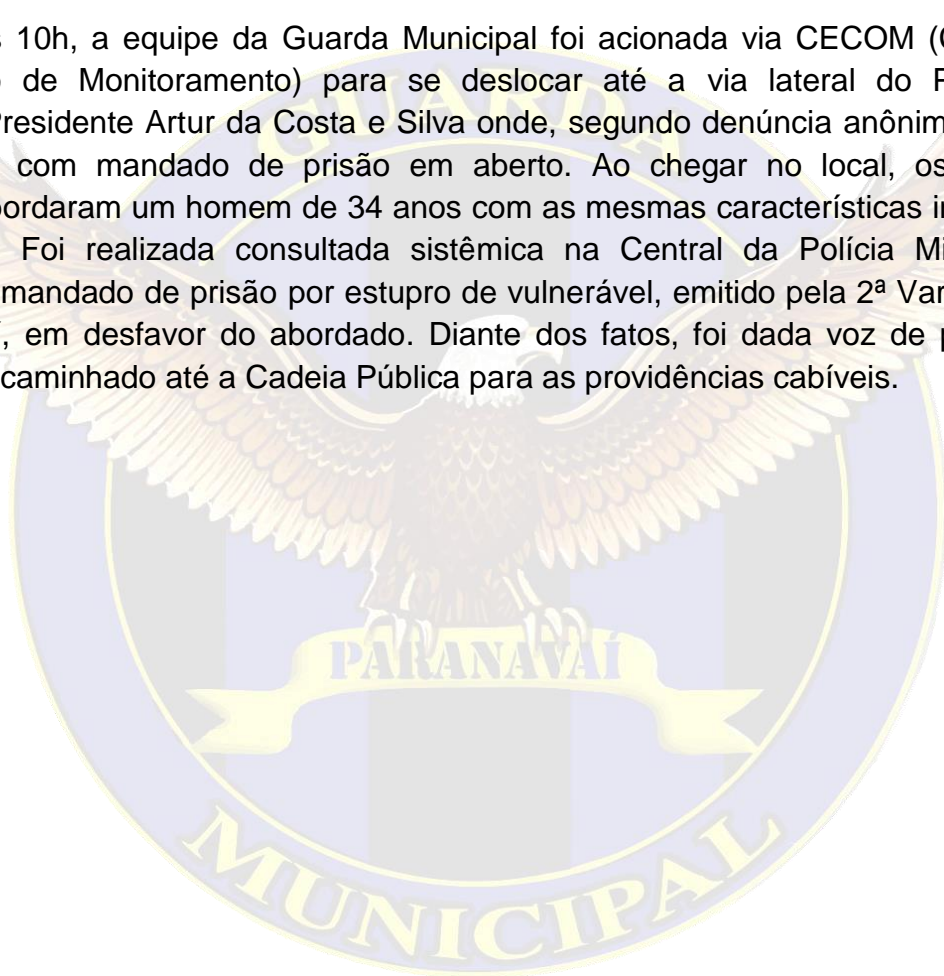 s 10h, a equipe da Guarda Municipal foi acionada via CECOM (
de Monitoramento) para se deslocar até a via lateral do
Presidente Artur da Costa e Silva onde, segundo denúncia anônim
com mandado de prisão em aberto. Ao chegar no local, os
bordaram um homem de 34 anos com as mesmas características i
Foi realizada consultada sistêmica na Central da Polícia Mi
mandado de prisão por estupro de vulnerável, emitido pela 2ª Var
, em desfavor do abordado. Diante dos fatos, foi dada voz de p
caminhado até a Cadeia Pública para as providências cabíveis.
GUARDA
PARANAVAÍ
MUNICIPAL